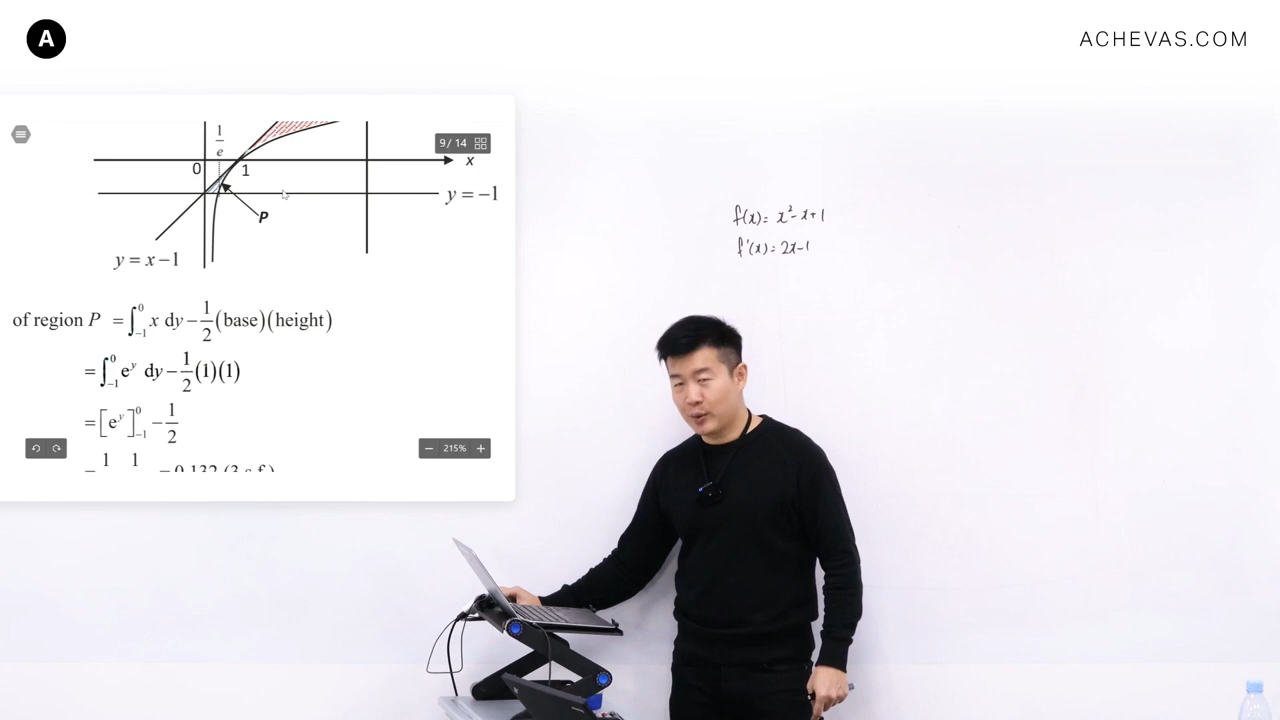 A
ACHEVAS.COM
1
e
9 / 14
0
1
x
y = −1
P
y = x − 1
of region P = ∫₋₁⁰ x dy − 1/2 (base)(height)
= ∫₋₁⁰ eʸ dy − 1/2 (1)(1)
= [eʸ]₋₁⁰ − 1/2
215%
f(x) = x² − x + 1
f'(x) = 2x − 1